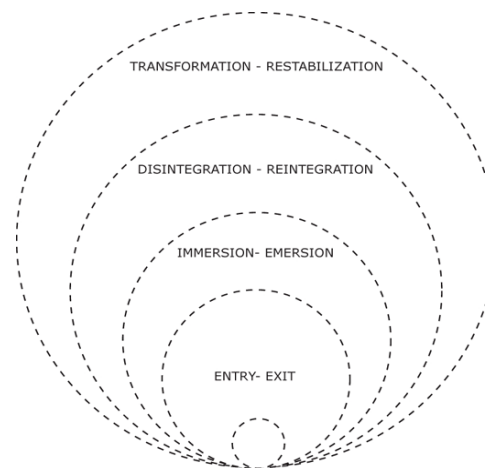 TRANSFORMATION - RESTABILIZATION
DISINTEGRATION - REINTEGRATION
IMMERSION- EMERSION
ENTRY- EXIT